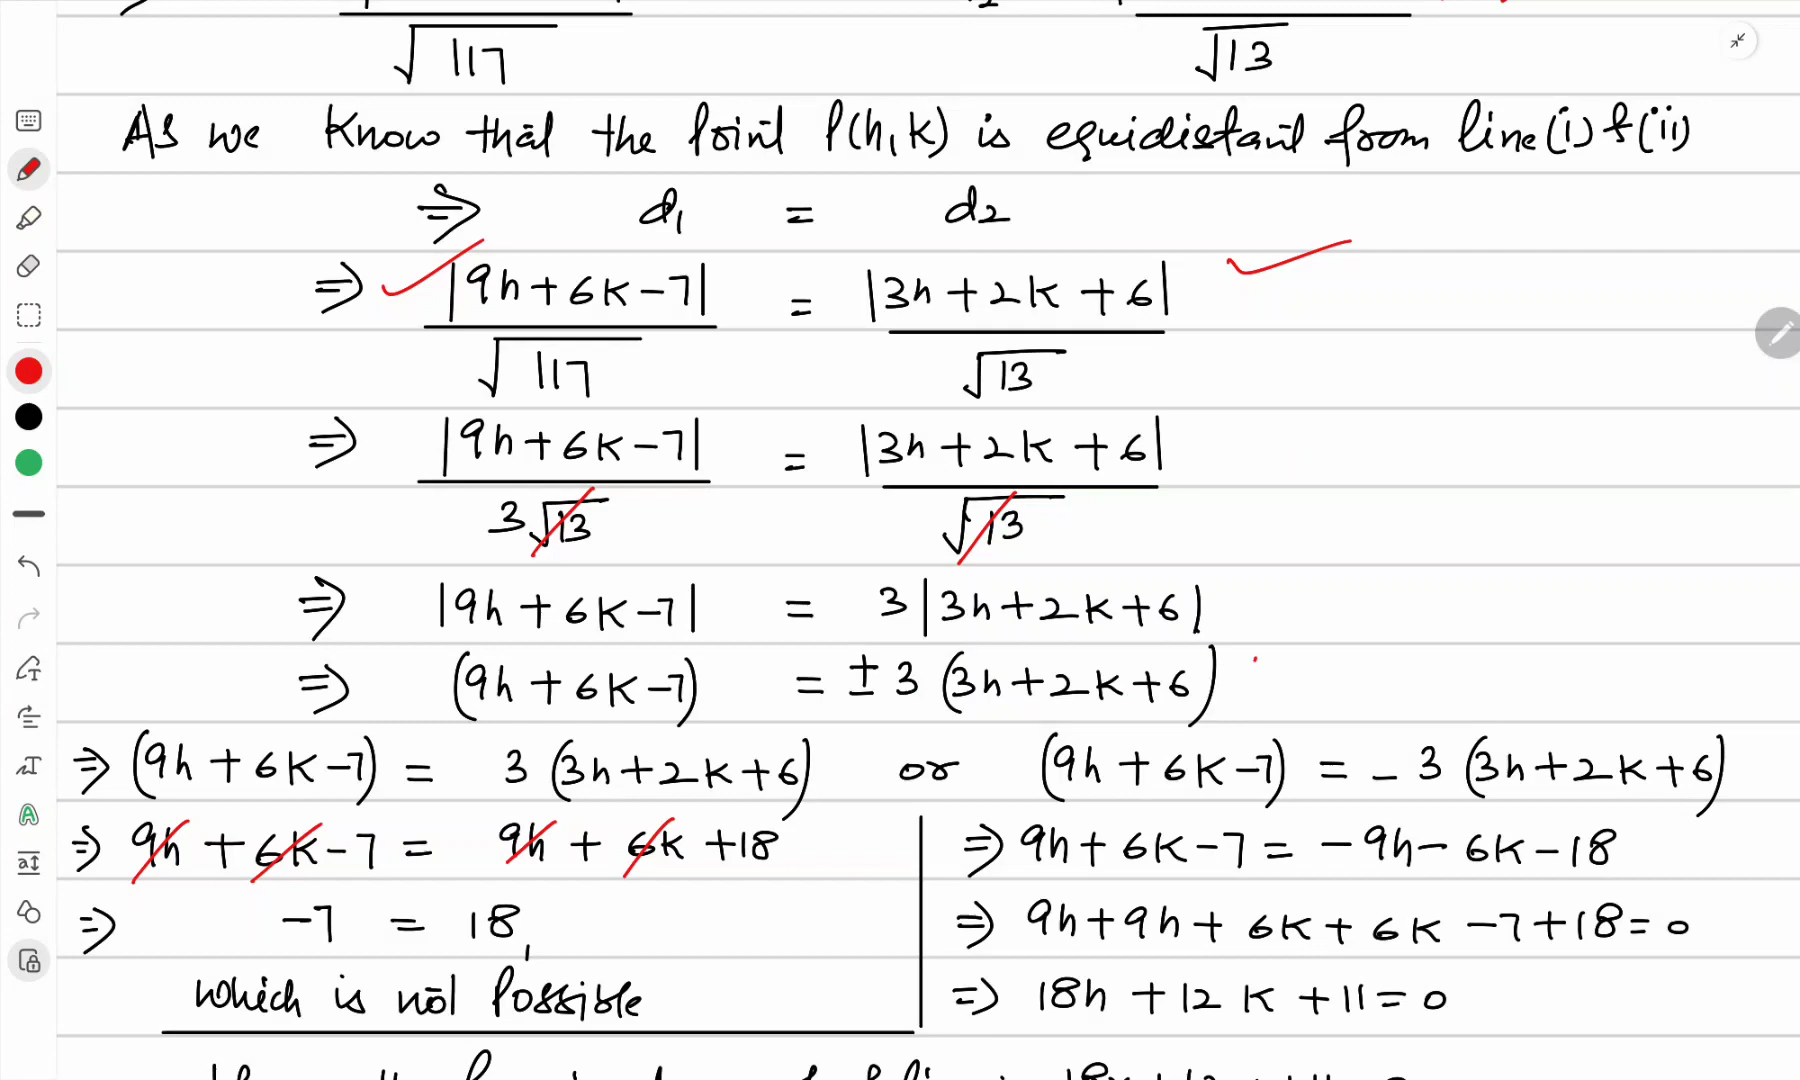 √117 √13
As we know that the point P(h,k) is equidistant from line (i) & (ii)
⇒ d₁ = d₂
⇒ |9h + 6k - 7| / √117 = |3h + 2k + 6| / √13
⇒ |9h + 6k - 7| / 3√13 = |3h + 2k + 6| / √13
⇒ |9h + 6k - 7| = 3 |3h + 2k + 6|
⇒ (9h + 6k - 7) = ± 3 (3h + 2k + 6)
⇒ (9h + 6k - 7) = 3 (3h + 2k + 6) or (9h + 6k - 7) = - 3 (3h + 2k + 6)
⇒ 9h + 6k - 7 = 9h + 6k + 18
⇒ -7 = 18,
which is not possible
⇒ 9h + 6k - 7 = - 9h - 6k - 18
⇒ 9h + 9h + 6k + 6k - 7 + 18 = 0
⇒ 18h + 12k + 11 = 0